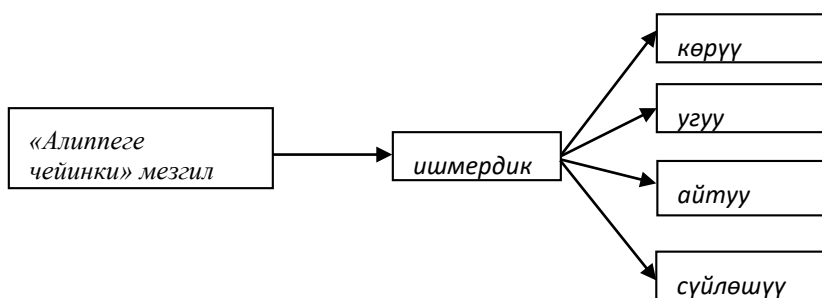 «Алиппеге
чейинки» мезгил
ишмердик
көрүү
угуу
айтуу
сүйлөшүү